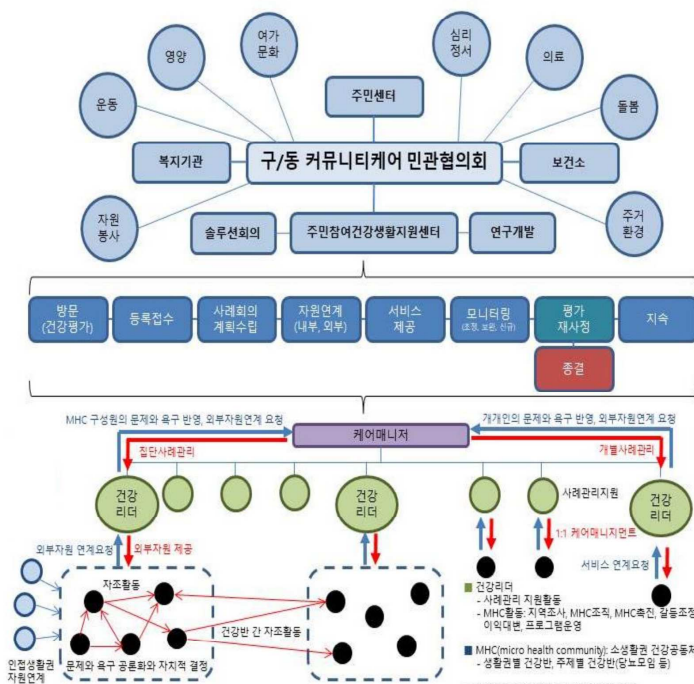 여가
문화
심리
정서
영양
의료
운동
주민센터
돌봄
복지기관
구/동 커뮤니티케어 민관협의회
보건소
자원
봉사
주거
환경
솔루션회의
주민참여건강생활지원센터
연구개발
방문
(건강평가)
등록접수
사례회의
계획수립
자원연계
(내부, 외부)
서비스
제공
모니터링
(조정, 보완, 신규)
평가
재사정
지속
종결
MHC 구성원의 문제와 욕구 반영, 외부자원연계 요청
개개인의 문제와 욕구 반영, 외부자원연계 요청
케어매니저
집단사례관리
개별사례관리
건강
리더
건강
리더
사례관리지원
건강
리더
외부자원 연계요청
외부자원 제공
1:1 케어매니지먼트
서비스 연계요청
자조활동
건강반 간 자조활동
문제와 욕구 공론화와 자치적 결정
인접생활권
자원연계
건강리더
- 사례관리 지원활동
- MHC활동: 지역조사, MHC조직, MHC촉진, 갈등조정
이익대변, 프로그램운영
MHC(micro health community): 소생활권 건강공동체
- 생활권별 건강반, 주제별 건강반(당뇨모임 등)